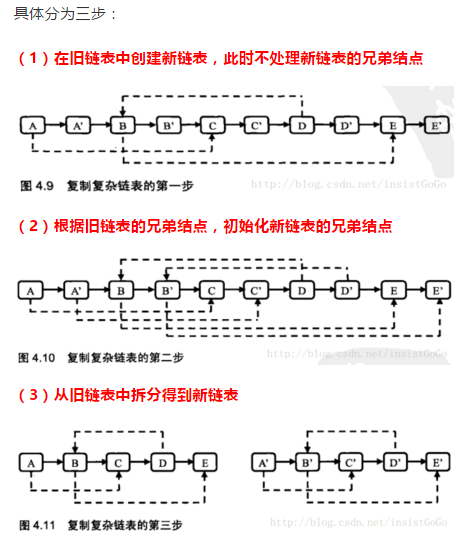 具体分为三步：
（1）在旧链表中创建新链表，此时不处理新链表的兄弟结点
A A' B B' C C' D D' E E'
图 4.9 复制复杂链表的第一步
http://blog.csdn.net/insistGoGo
（2）根据旧链表的兄弟结点，初始化新链表的兄弟结点
A A' B B' C C' D D' E E'
图 4.10 复制复杂链表的第二步
http://blog.csdn.net/insistGoGo
（3）从旧链表中拆分得到新链表
A B C D E A' B' C' D' E'
图 4.11 复制复杂链表的第三步
http://blog.csdn.net/insistGoGo